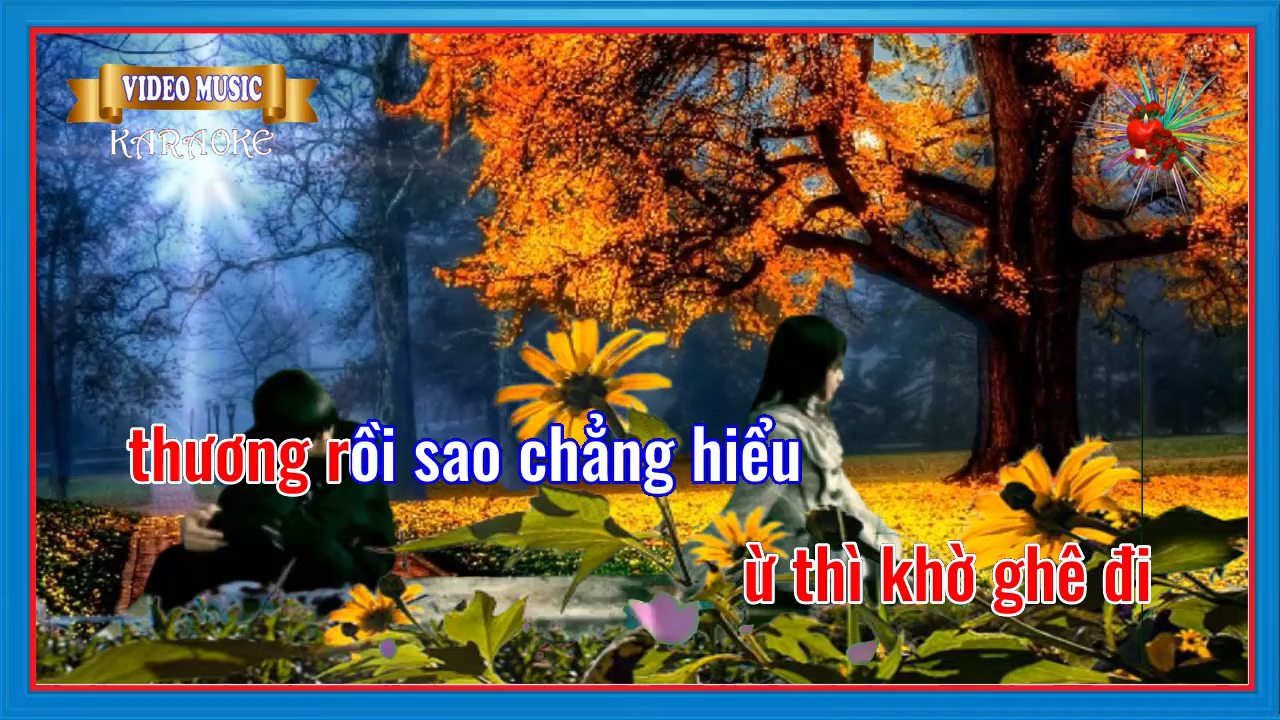 VIDEO MUSIC
KARAOKE
thương rồi sao chẳng hiểu
ừ thì khờ ghê đi